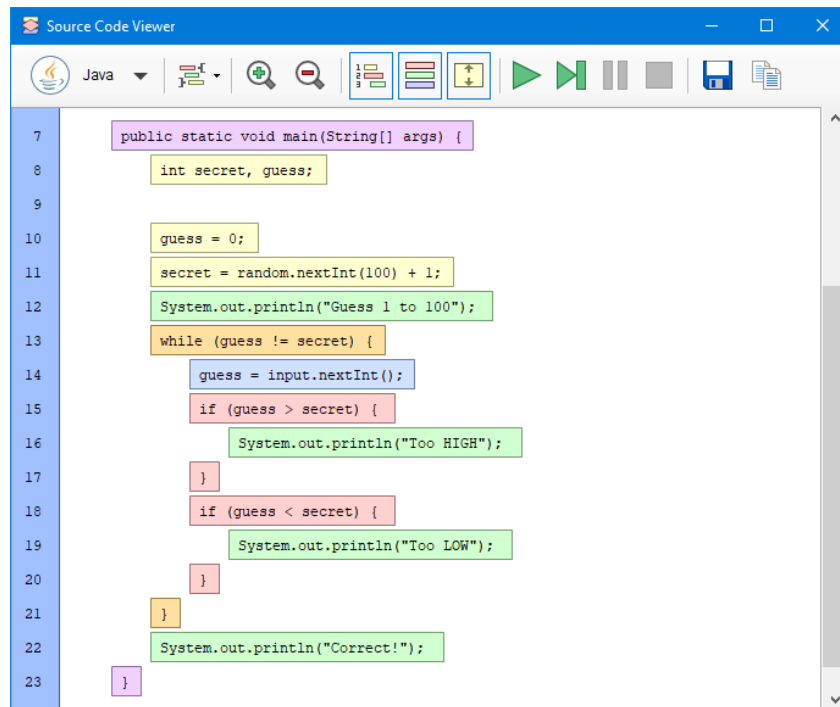 Source Code Viewer
Java
7 public static void main(String[] args) {
8 int secret, guess;
9
10 guess = 0;
11 secret = random.nextInt(100) + 1;
12 System.out.println("Guess 1 to 100");
13 while (guess != secret) {
14 guess = input.nextInt();
15 if (guess > secret) {
16 System.out.println("Too HIGH");
17 }
18 if (guess < secret) {
19 System.out.println("Too LOW");
20 }
21 }
22 System.out.println("Correct!");
23 }